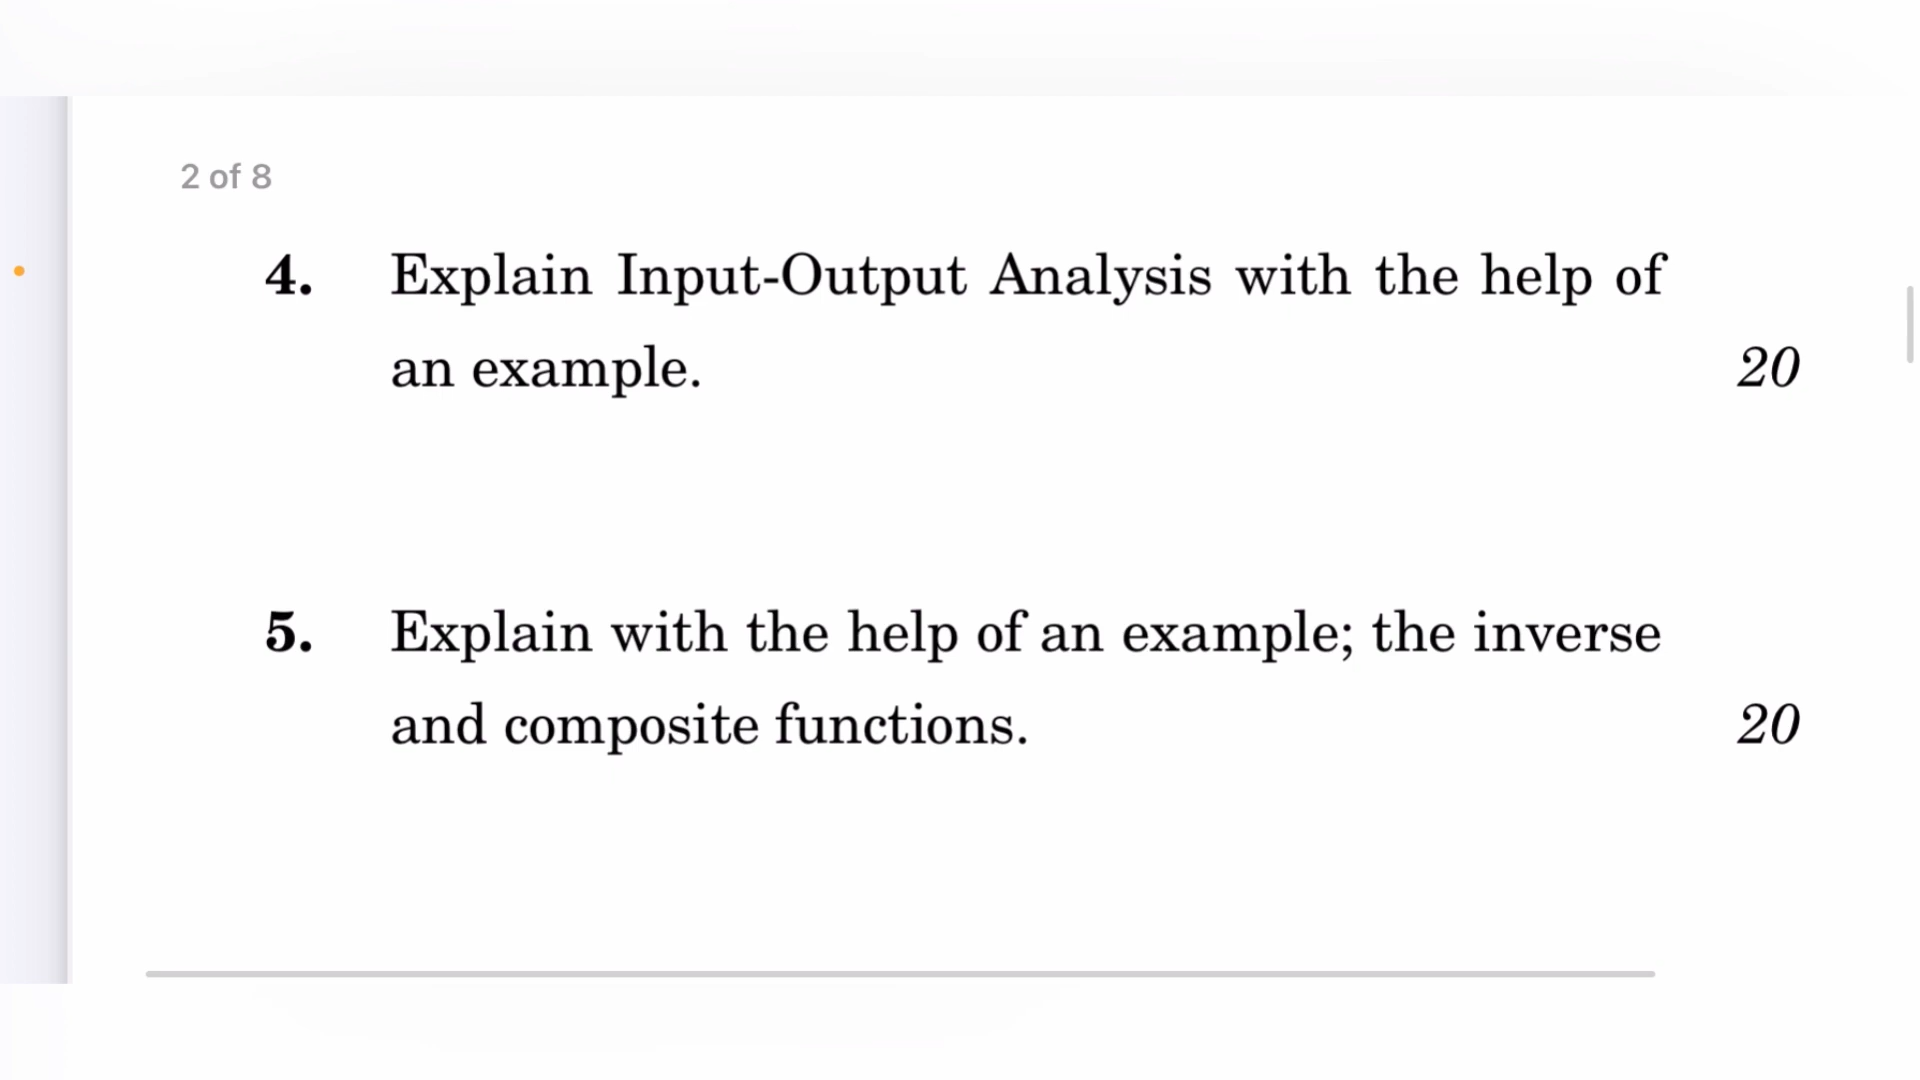 2 of 8
4. Explain Input-Output Analysis with the help of
an example. 20
5. Explain with the help of an example; the inverse
and composite functions. 20